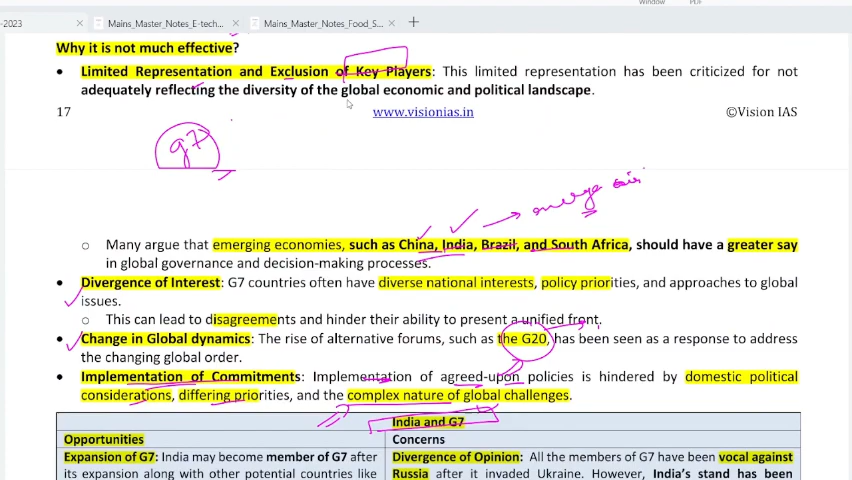 Window PDF
-2023 × Mains_Master_Notes_E-tech... × Mains_Master_Notes_Food_S... × +
Why it is not much effective?
• Limited Representation and Exclusion of Key Players: This limited representation has been criticized for not
adequately reflecting the diversity of the global economic and political landscape.
17 www.visionias.in ©Vision IAS
g7
emerge
o Many argue that emerging economies, such as China, India, Brazil, and South Africa, should have a greater say
in global governance and decision-making processes.
• Divergence of Interest: G7 countries often have diverse national interests, policy priorities, and approaches to global
issues.
o This can lead to disagreements and hinder their ability to present a unified front.
• Change in Global dynamics: The rise of alternative forums, such as the G20, has been seen as a response to address
the changing global order.
• Implementation of Commitments: Implementation of agreed-upon policies is hindered by domestic political
considerations, differing priorities, and the complex nature of global challenges.
India and G7
Opportunities Concerns
Expansion of G7: India may become member of G7 after Divergence of Opinion: All the members of G7 have been vocal against
its expansion along with other potential countries like Russia after it invaded Ukraine. However, India's stand has been